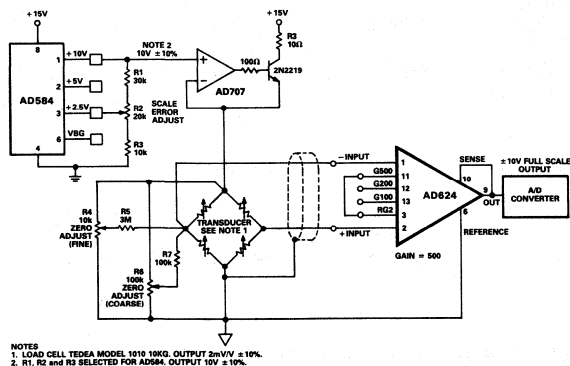 +15V
8
AD584
1
+10V
2
+5V
3
+2.5V
6
VBG
4
NOTE 2
10V ±10%
R1
30k
R2
20k
R3
10k
SCALE
ERROR
ADJUST
+
−
AD707
100Ω
+15V
R3
10Ω
2N2219
R4
10k
ZERO
ADJUST
(FINE)
R5
3M
R6
100k
ZERO
ADJUST
(COARSE)
R7
100k
TRANSDUCER
SEE NOTE 1
−INPUT
G500
G200
G100
RG2
+INPUT
1
11
12
13
3
2
AD624
GAIN = 500
SENSE
10
9
OUT
6
REFERENCE
±10V FULL SCALE
OUTPUT
A/D
CONVERTER
NOTES
1. LOAD CELL TEDEA MODEL 1010 10KG. OUTPUT 2mV/V ±10%.
2. R1, R2 and R3 SELECTED FOR AD584. OUTPUT 10V ±10%.